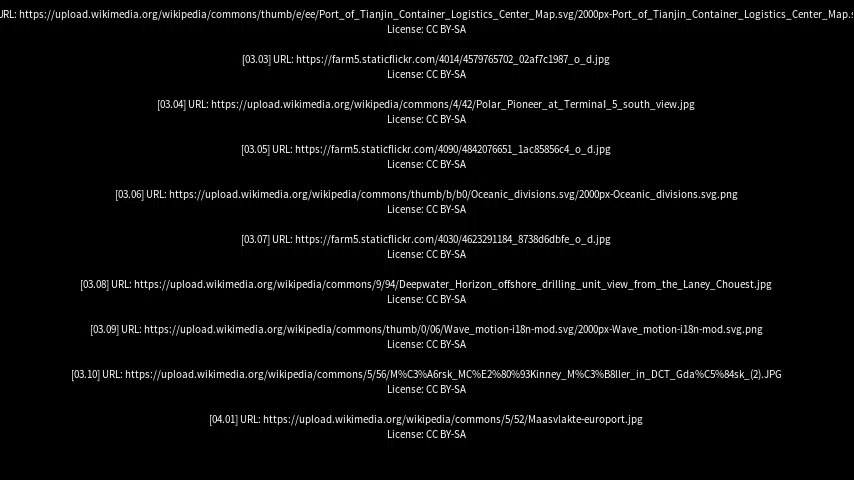 URL: https://upload.wikimedia.org/wikipedia/commons/thumb/e/ee/Port_of_Tianjin_Container_Logistics_Center_Map.svg/2000px-Port_of_Tianjin_Container_Logistics_Center_Map.s
License: CC BY-SA
[03.03] URL: https://farm5.staticflickr.com/4014/4579765702_02af7c1987_o_d.jpg
License: CC BY-SA
[03.04] URL: https://upload.wikimedia.org/wikipedia/commons/4/42/Polar_Pioneer_at_Terminal_5_south_view.jpg
License: CC BY-SA
[03.05] URL: https://farm5.staticflickr.com/4090/4842076651_1ac85856c4_o_d.jpg
License: CC BY-SA
[03.06] URL: https://upload.wikimedia.org/wikipedia/commons/thumb/b/b0/Oceanic_divisions.svg/2000px-Oceanic_divisions.svg.png
License: CC BY-SA
[03.07] URL: https://farm5.staticflickr.com/4030/4623291184_8738d6dbfe_o_d.jpg
License: CC BY-SA
[03.08] URL: https://upload.wikimedia.org/wikipedia/commons/9/94/Deepwater_Horizon_offshore_drilling_unit_view_from_the_Laney_Chouest.jpg
License: CC BY-SA
[03.09] URL: https://upload.wikimedia.org/wikipedia/commons/thumb/0/06/Wave_motion-i18n-mod.svg/2000px-Wave_motion-i18n-mod.svg.png
License: CC BY-SA
[03.10] URL: https://upload.wikimedia.org/wikipedia/commons/5/56/M%C3%A6rsk_MC%E2%80%93Kinney_M%C3%B8ller_in_DCT_Gda%C5%84sk_(2).JPG
License: CC BY-SA
[04.01] URL: https://upload.wikimedia.org/wikipedia/commons/5/52/Maasvlakte-europort.jpg
License: CC BY-SA